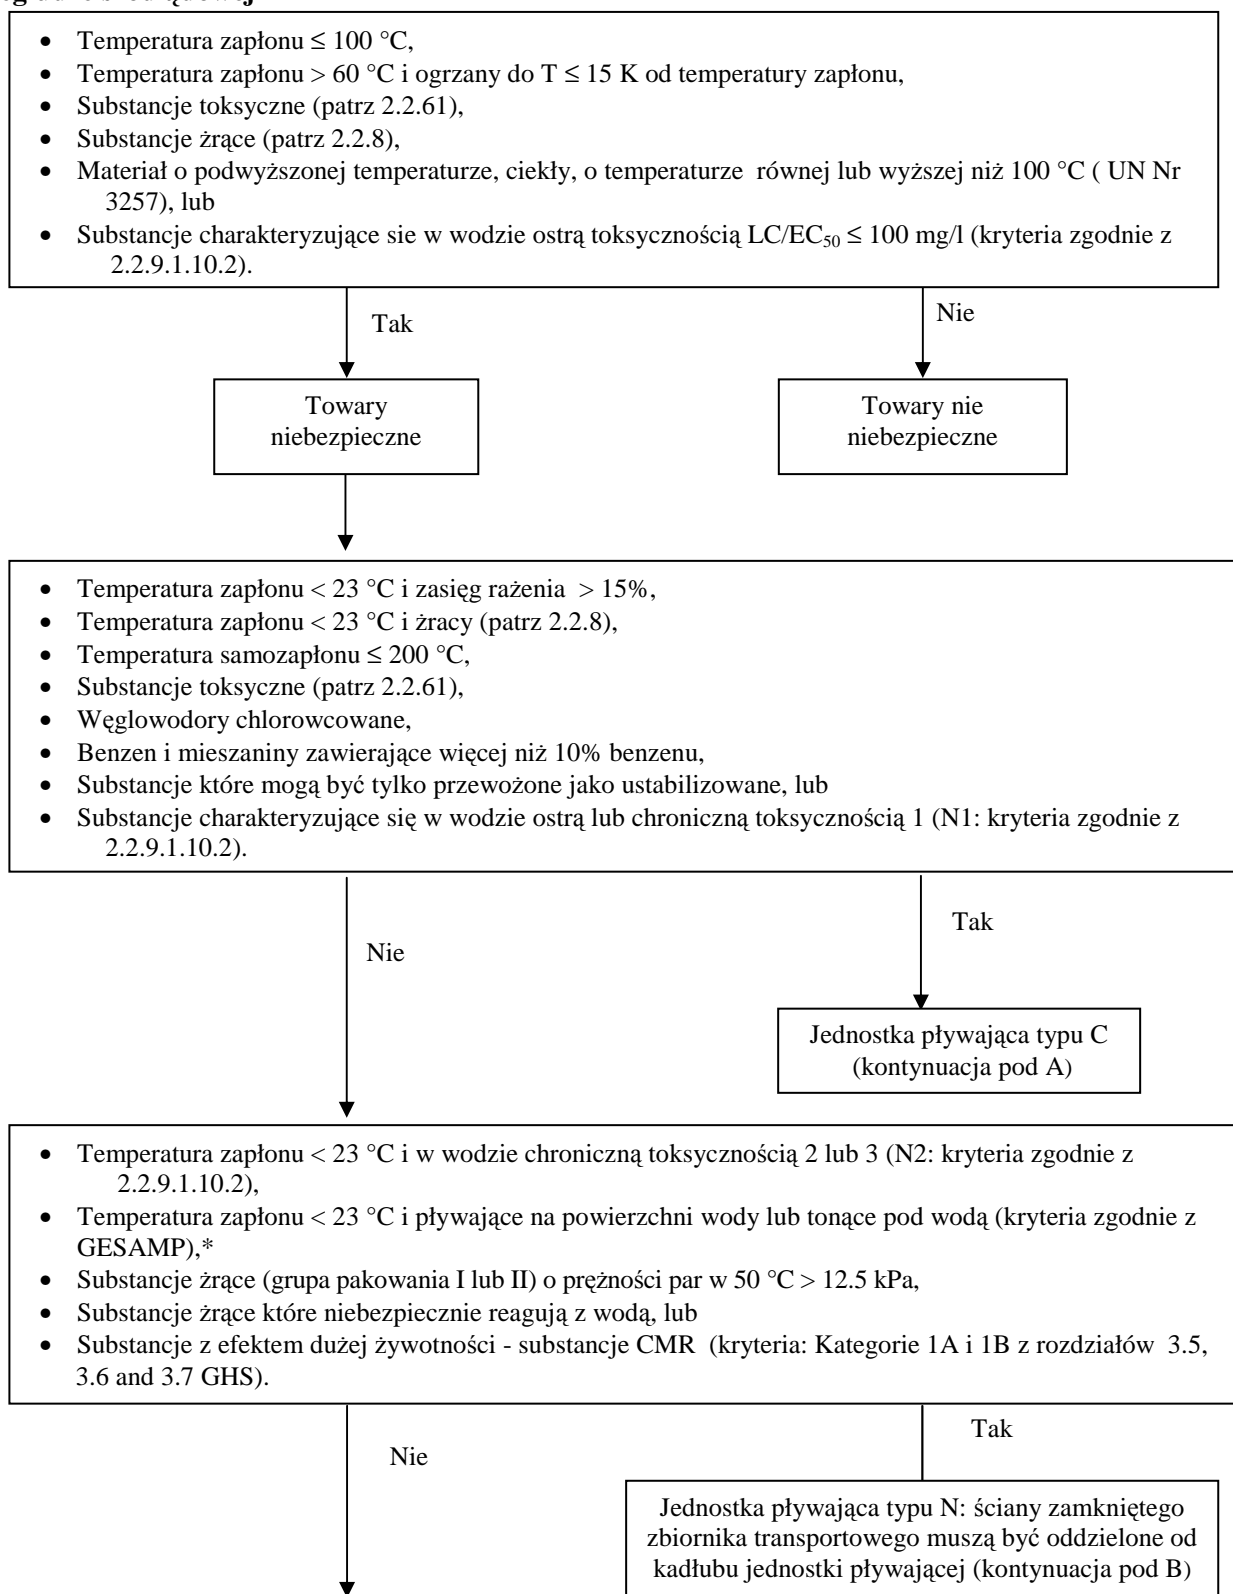 • Temperatura zapłonu ≤ 100 °C,
• Temperatura zapłonu > 60 °C i ogrzany do T ≤ 15 K od temperatury zapłonu,
• Substancje toksyczne (patrz 2.2.61),
• Substancje żrące (patrz 2.2.8),
• Materiał o podwyższonej temperaturze, ciekły, o temperaturze równej lub wyższej niż 100 °C ( UN Nr
3257), lub
• Substancje charakteryzujące sie w wodzie ostrą toksycznością LC/EC50 ≤ 100 mg/l (kryteria zgodnie z
2.2.9.1.10.2).
Tak
Nie
Towary
niebezpieczne
Towary nie
niebezpieczne
• Temperatura zapłonu < 23 °C i zasięg rażenia > 15%,
• Temperatura zapłonu < 23 °C i żracy (patrz 2.2.8),
• Temperatura samozapłonu ≤ 200 °C,
• Substancje toksyczne (patrz 2.2.61),
• Węglowodory chlorowcowane,
• Benzen i mieszaniny zawierające więcej niż 10% benzenu,
• Substancje które mogą być tylko przewożone jako ustabilizowane, lub
• Substancje charakteryzujące się w wodzie ostrą lub chroniczną toksycznością 1 (N1: kryteria zgodnie z
2.2.9.1.10.2).
Nie
Tak
Jednostka pływająca typu C
(kontynuacja pod A)
• Temperatura zapłonu < 23 °C i w wodzie chroniczną toksycznością 2 lub 3 (N2: kryteria zgodnie z
2.2.9.1.10.2),
• Temperatura zapłonu < 23 °C i pływające na powierzchni wody lub tonące pod wodą (kryteria zgodnie z
GESAMP),*
• Substancje żrące (grupa pakowania I lub II) o prężności par w 50 °C > 12.5 kPa,
• Substancje żrące które niebezpiecznie reagują z wodą, lub
• Substancje z efektem dużej żywotności - substancje CMR (kryteria: Kategorie 1A i 1B z rozdziałów 3.5,
3.6 and 3.7 GHS).
Nie
Tak
Jednostka pływająca typu N: ściany zamkniętego
zbiornika transportowego muszą być oddzielone od
kadłubu jednostki pływającej (kontynuacja pod B)